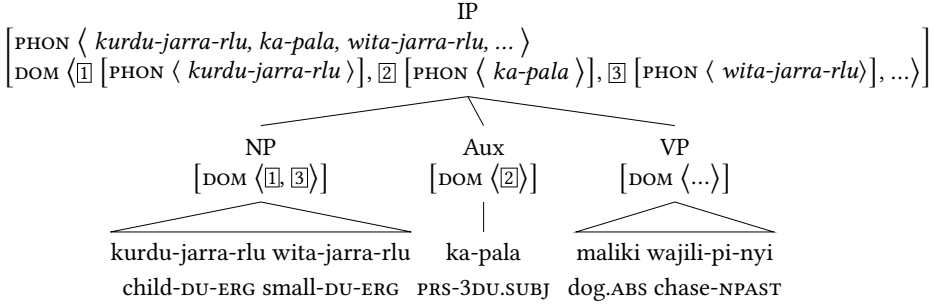 IP
[PHON ⟨ kurdu-jarra-rlu, ka-pala, wita-jarra-rlu, … ⟩
DOM ⟨[1] [PHON ⟨ kurdu-jarra-rlu ⟩], [2] [PHON ⟨ ka-pala ⟩], [3] [PHON ⟨ wita-jarra-rlu⟩], …⟩]
NP Aux VP
[DOM ⟨[1], [3]⟩] [DOM ⟨[2]⟩] [DOM ⟨…⟩]
kurdu-jarra-rlu wita-jarra-rlu ka-pala maliki wajili-pi-nyi
child-DU-ERG small-DU-ERG PRS-3DU.SUBJ dog.ABS chase-NPAST